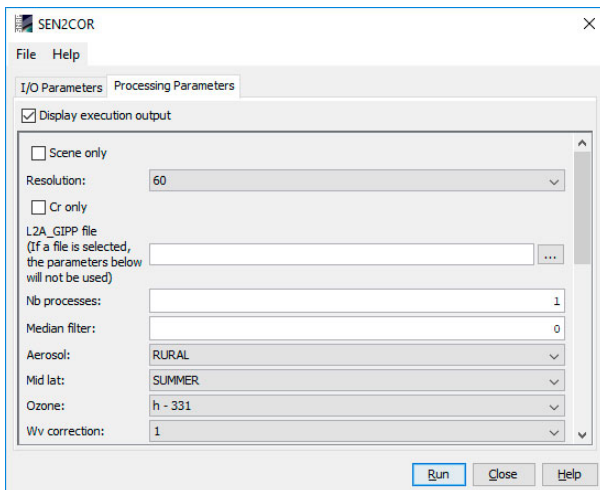 SEN2COR
File Help
I/O Parameters Processing Parameters
Display execution output
Scene only
Resolution: 60
Cr only
L2A_GIPP file
(If a file is selected,
the parameters below
will not be used)
...
Nb processes: 1
Median filter: 0
Aerosol: RURAL
Mid lat: SUMMER
Ozone: h - 331
Wv correction: 1
Run Close Help